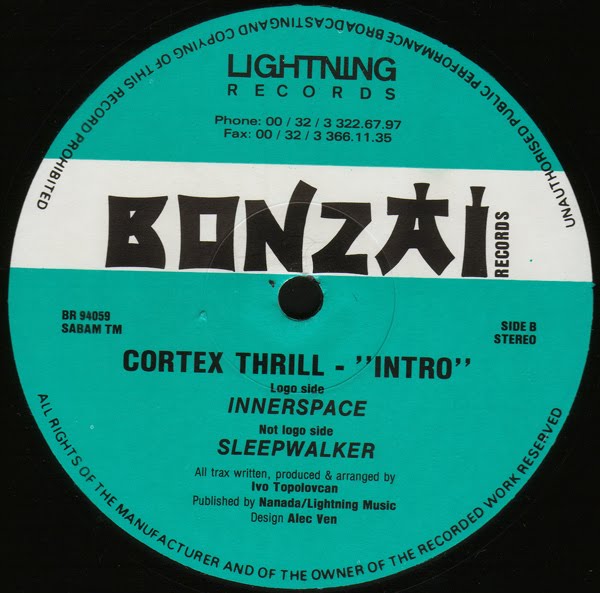 LIGHTNING
RECORDS
Phone: 00 / 32 / 3 322.67.97
Fax: 00 / 32 / 3 366.11.35
BONZAI
RECORDS
BR 94059
SABAM TM
SIDE B
STEREO
CORTEX THRILL - "INTRO"
Logo side
INNERSPACE
Not logo side
SLEEPWALKER
All trax written, produced & arranged by
Ivo Topolovcan
Published by Nanada/Lightning Music
Design Alec Ven
ALL RIGHTS OF THE MANUFACTURER AND OF THE OWNER OF THE RECORDED WORK RESERVED
UNAUTHORISED PUBLIC PERFORMANCE BROADCASTING AND COPYING OF THIS RECORD PROHIBITED